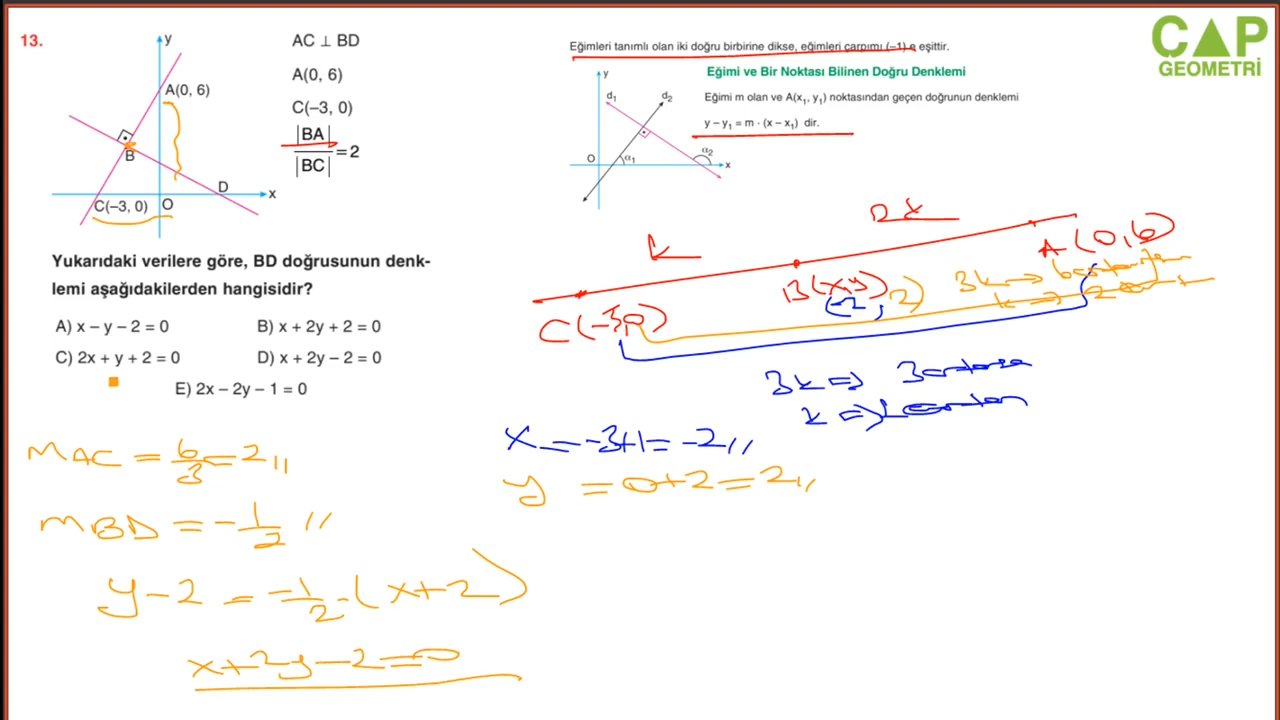 13.
y
A(0, 6)
B
D
x
C(–3, 0)
O
AC ⊥ BD
A(0, 6)
C(–3, 0)
|BA|
|BC|
=2
Yukarıdaki verilere göre, BD doğrusunun denk-
lemi aşağıdakilerden hangisidir?
A) x – y – 2 = 0
B) x + 2y + 2 = 0
C) 2x + y + 2 = 0
D) x + 2y – 2 = 0
E) 2x – 2y – 1 = 0
MAC = 6/3 = 2,,
MBD = -1/2 ,,
y-2 = -1/2 . (x+2)
x+2y-2=0
Eğimleri tanımlı olan iki doğru birbirine dikse, eğimleri çarpımı (–1) e eşittir.
Eğimi ve Bir Noktası Bilinen Doğru Denklemi
Eğimi m olan ve A(x₁, y₁) noktasından geçen doğrunun denklemi
y – y₁ = m · (x – x₁) dir.
y
d₁
d₂
O
α₁
α₂
x
ÇAP
GEOMETRİ
k
2k
A(0,6)
B(x,y)
(-2, 2)
C(-3,0)
3k => 6
k => 2
3k => 3 artarsa
k => 1
x = -3+1 = -2,,
y = 0+2 = 2,,